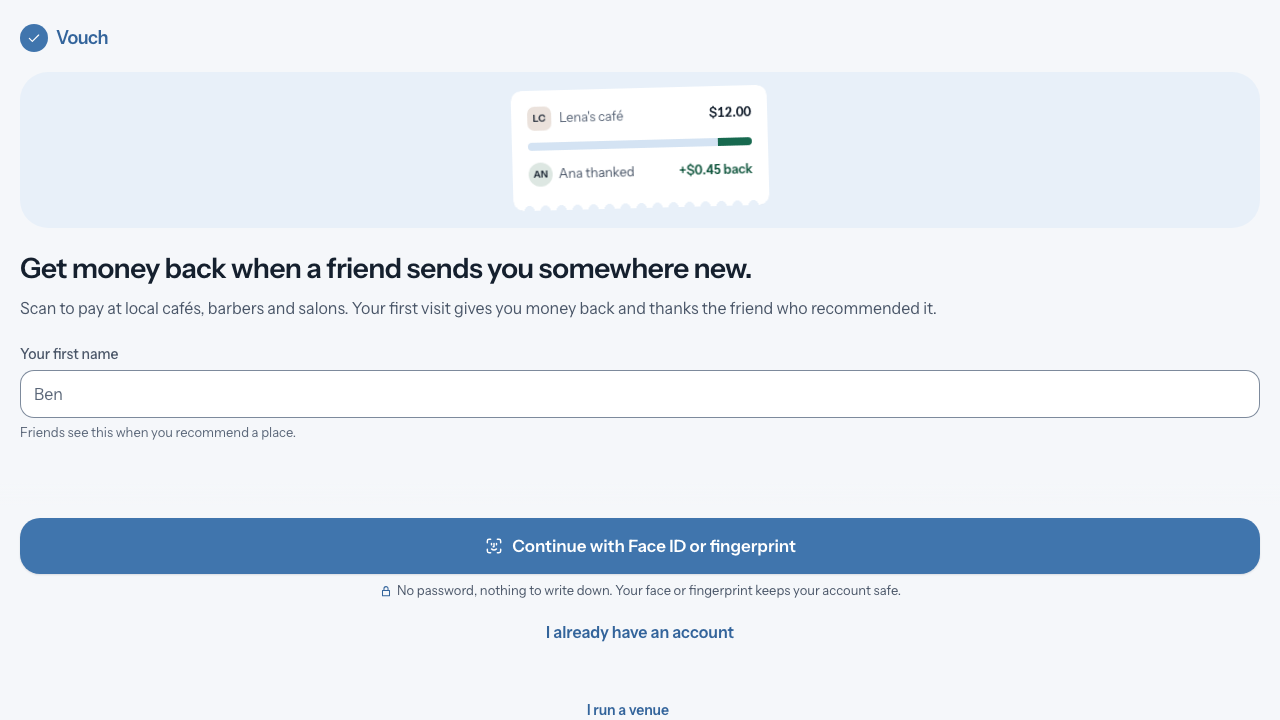 Vouch
LC Lena's café $12.00
AN Ana thanked +$0.45 back
Get money back when a friend sends you somewhere new.
Scan to pay at local cafés, barbers and salons. Your first visit gives you money back and thanks the friend who recommended it.
Your first name
Ben
Friends see this when you recommend a place.
Continue with Face ID or fingerprint
No password, nothing to write down. Your face or fingerprint keeps your account safe.
I already have an account
I run a venue